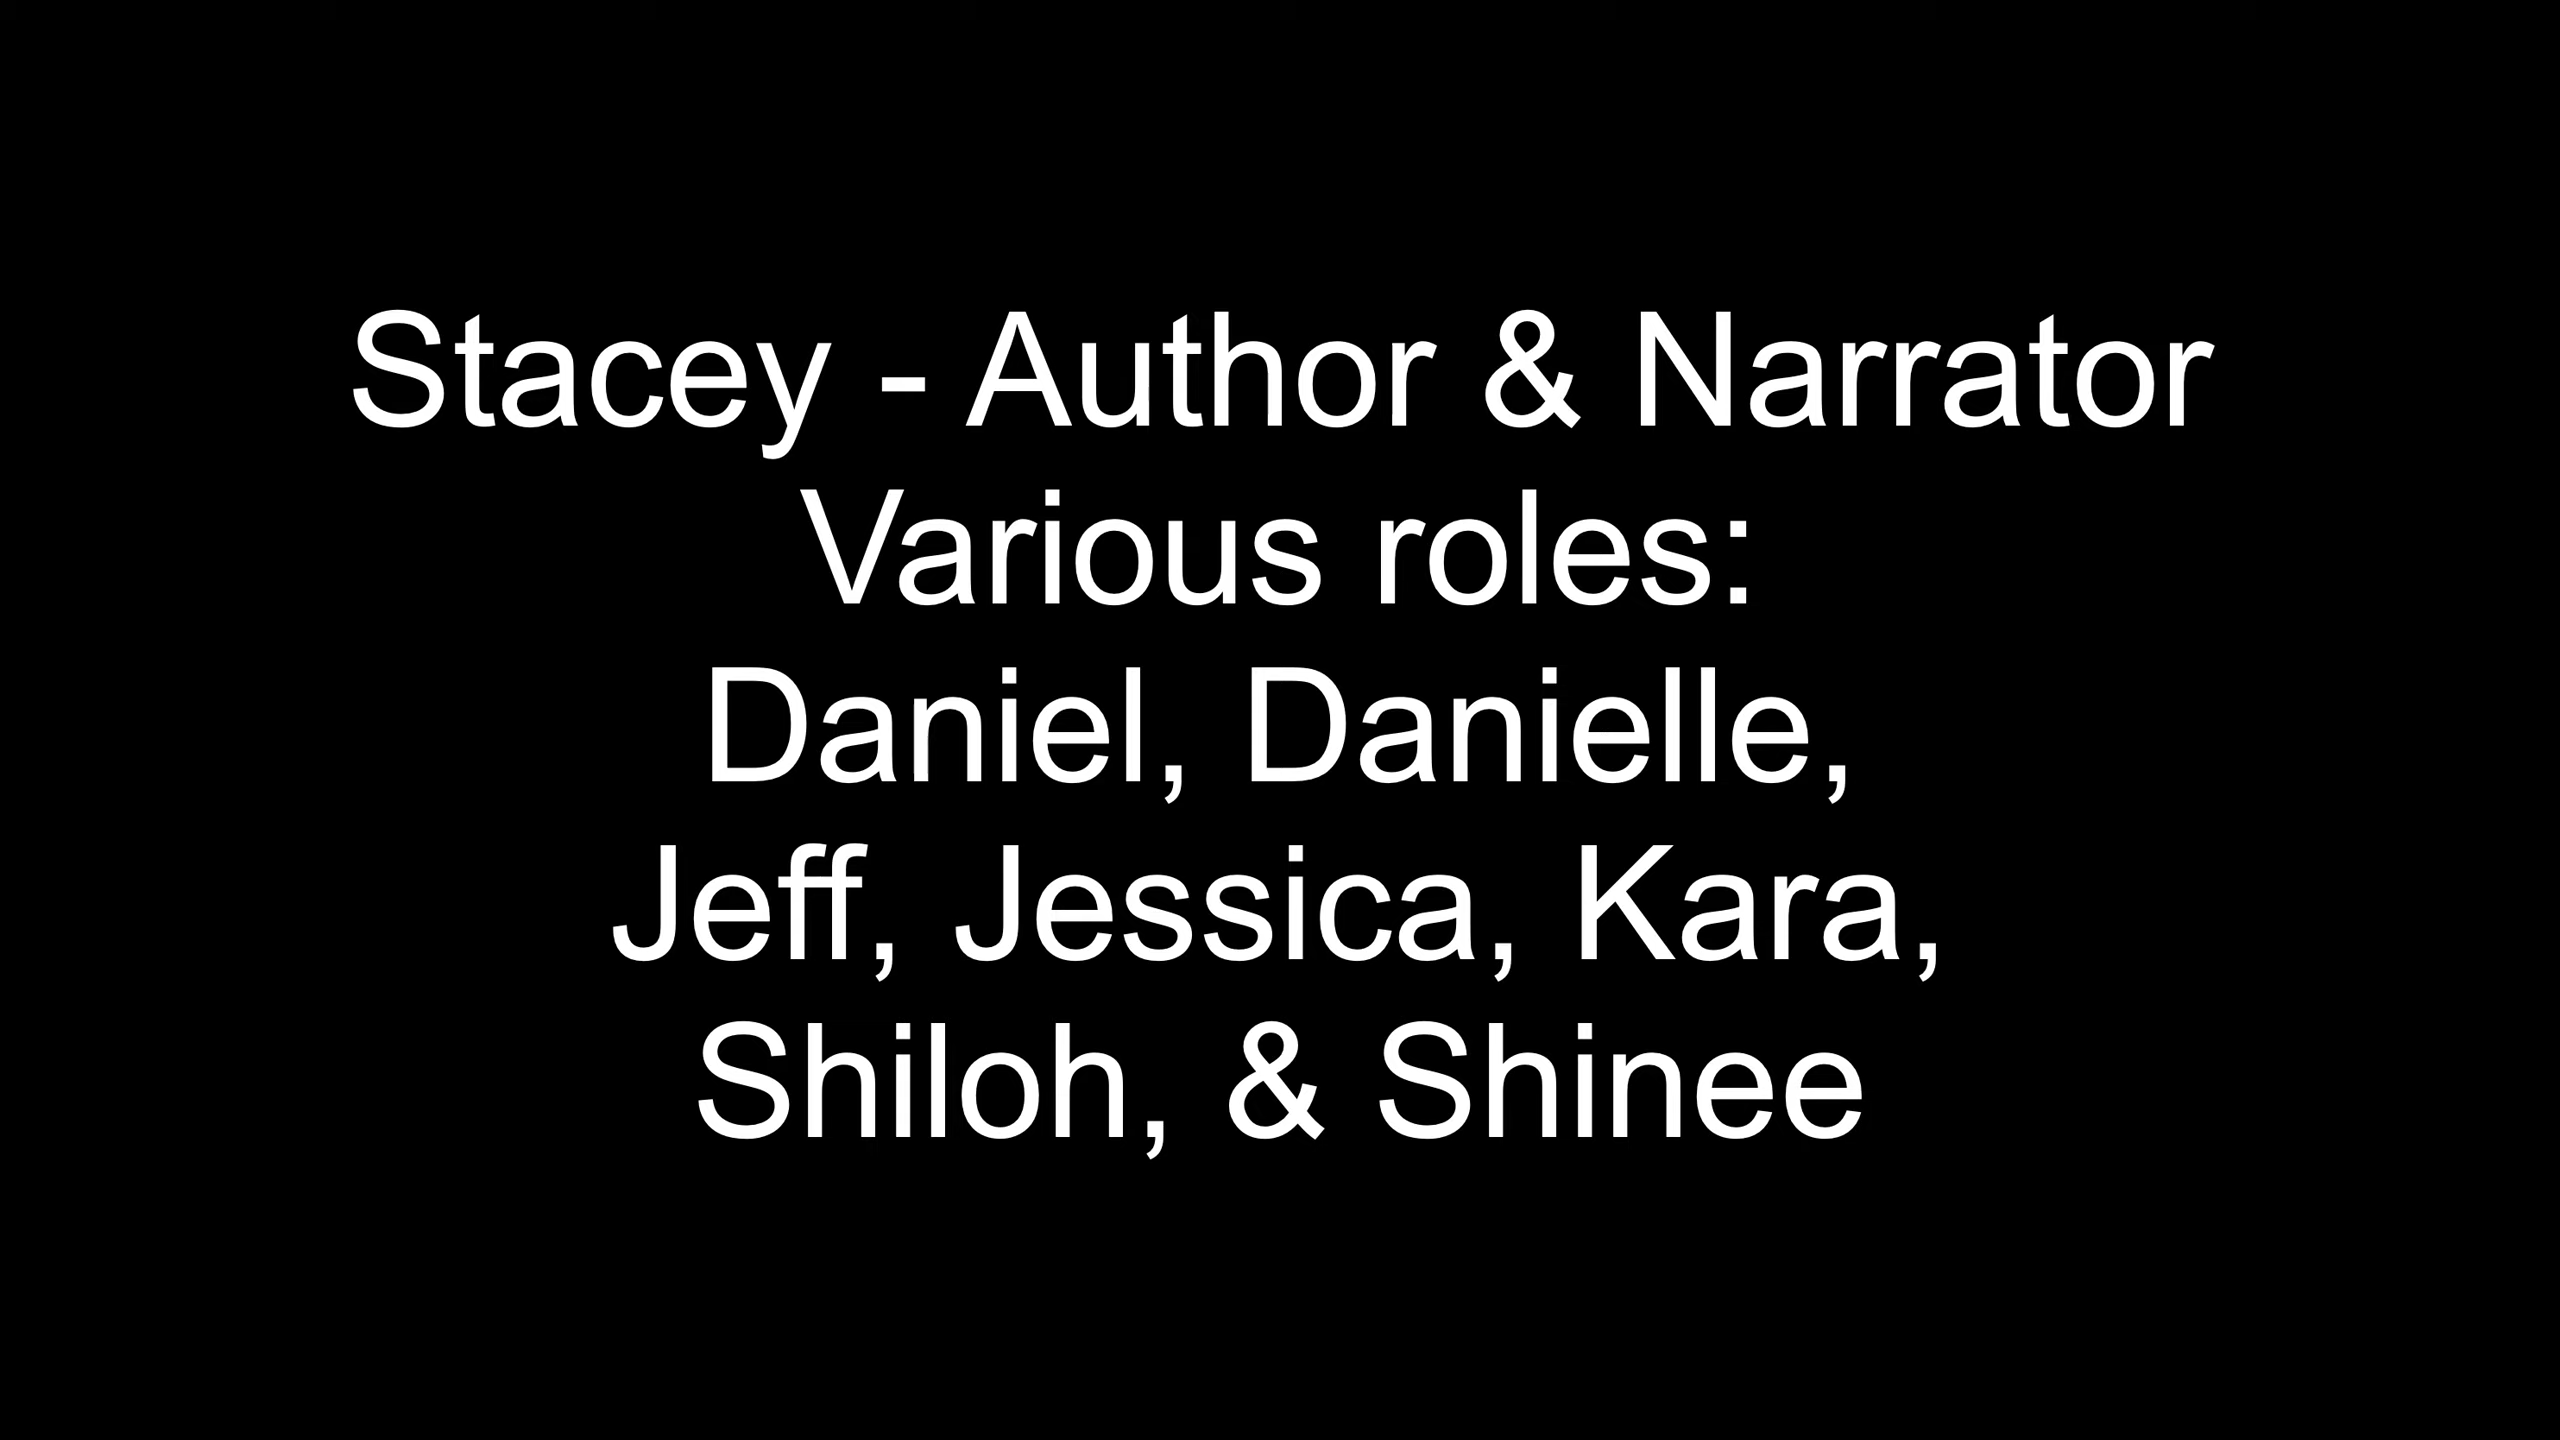 Stacey - Author & Narrator
Various roles:
Daniel, Danielle,
Jeff, Jessica, Kara,
Shiloh, & Shinee